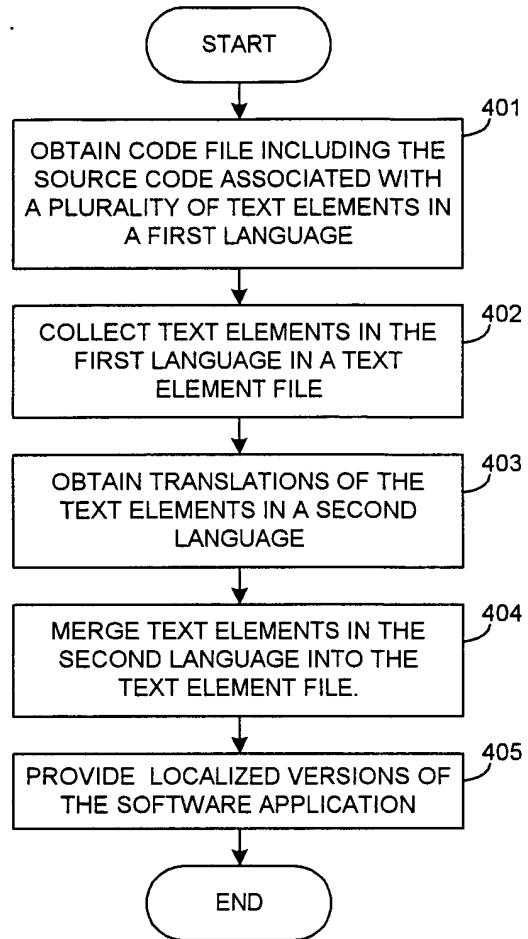 START
401
OBTAIN CODE FILE INCLUDING THE
SOURCE CODE ASSOCIATED WITH
A PLURALITY OF TEXT ELEMENTS IN
A FIRST LANGUAGE
402
COLLECT TEXT ELEMENTS IN THE
FIRST LANGUAGE IN A TEXT
ELEMENT FILE
403
OBTAIN TRANSLATIONS OF THE
TEXT ELEMENTS IN A SECOND
LANGUAGE
404
MERGE TEXT ELEMENTS IN THE
SECOND LANGUAGE INTO THE
TEXT ELEMENT FILE.
405
PROVIDE LOCALIZED VERSIONS OF
THE SOFTWARE APPLICATION
END